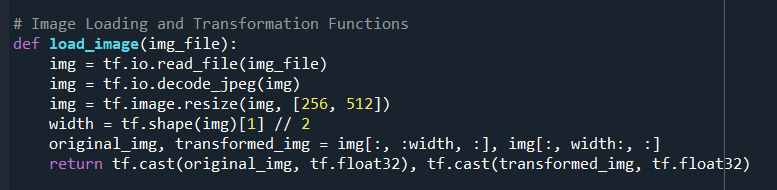 # Image Loading and Transformation Functions
def load_image(img_file):
    img = tf.io.read_file(img_file)
    img = tf.io.decode_jpeg(img)
    img = tf.image.resize(img, [256, 512])
    width = tf.shape(img)[1] // 2
    original_img, transformed_img = img[:, :width, :], img[:, width:, :]
    return tf.cast(original_img, tf.float32), tf.cast(transformed_img, tf.float32)